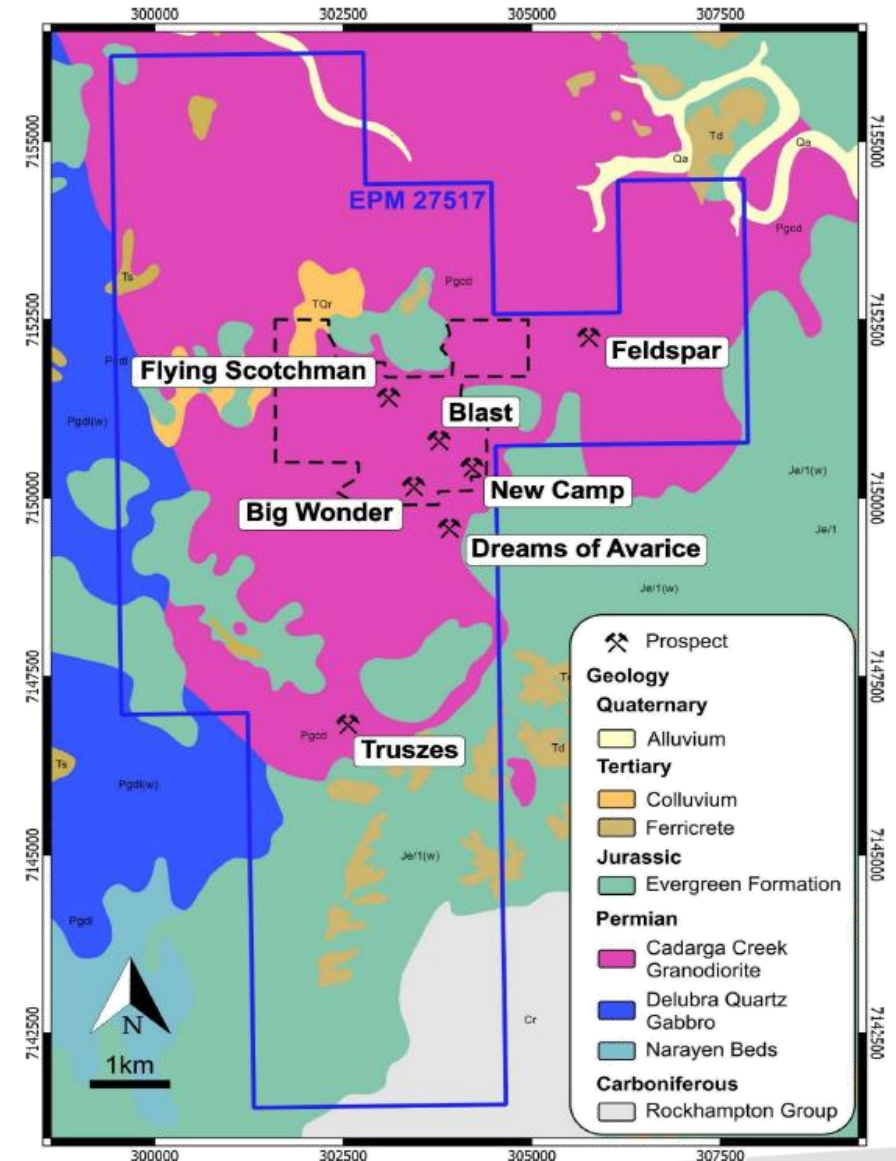 300000 302500 305000 307500
7155000 7155000
Td
Qa Qa
EPM 27517
Pgcd
Ts
Pgcd
TQr
7152500 7152500
Feldspar
Flying Scotchman
Blast
Pgdl(w)
Je/1(w)
New Camp
7150000 7150000
Big Wonder
Je/1
Dreams of Avarice
Je/1(w)
7147500 7147500
Pgcd
Truszes
Td
Ts
Pgdl(w)
7145000 7145000
Je/1(w)
Pgdl
Cr
7142500 7142500
N
1km
Prospect
Geology
Quaternary
Alluvium
Tertiary
Colluvium
Ferricrete
Jurassic
Evergreen Formation
Permian
Cadarga Creek
Granodiorite
Delubra Quartz
Gabbro
Narayen Beds
Carboniferous
Rockhampton Group
300000 302500 305000 307500